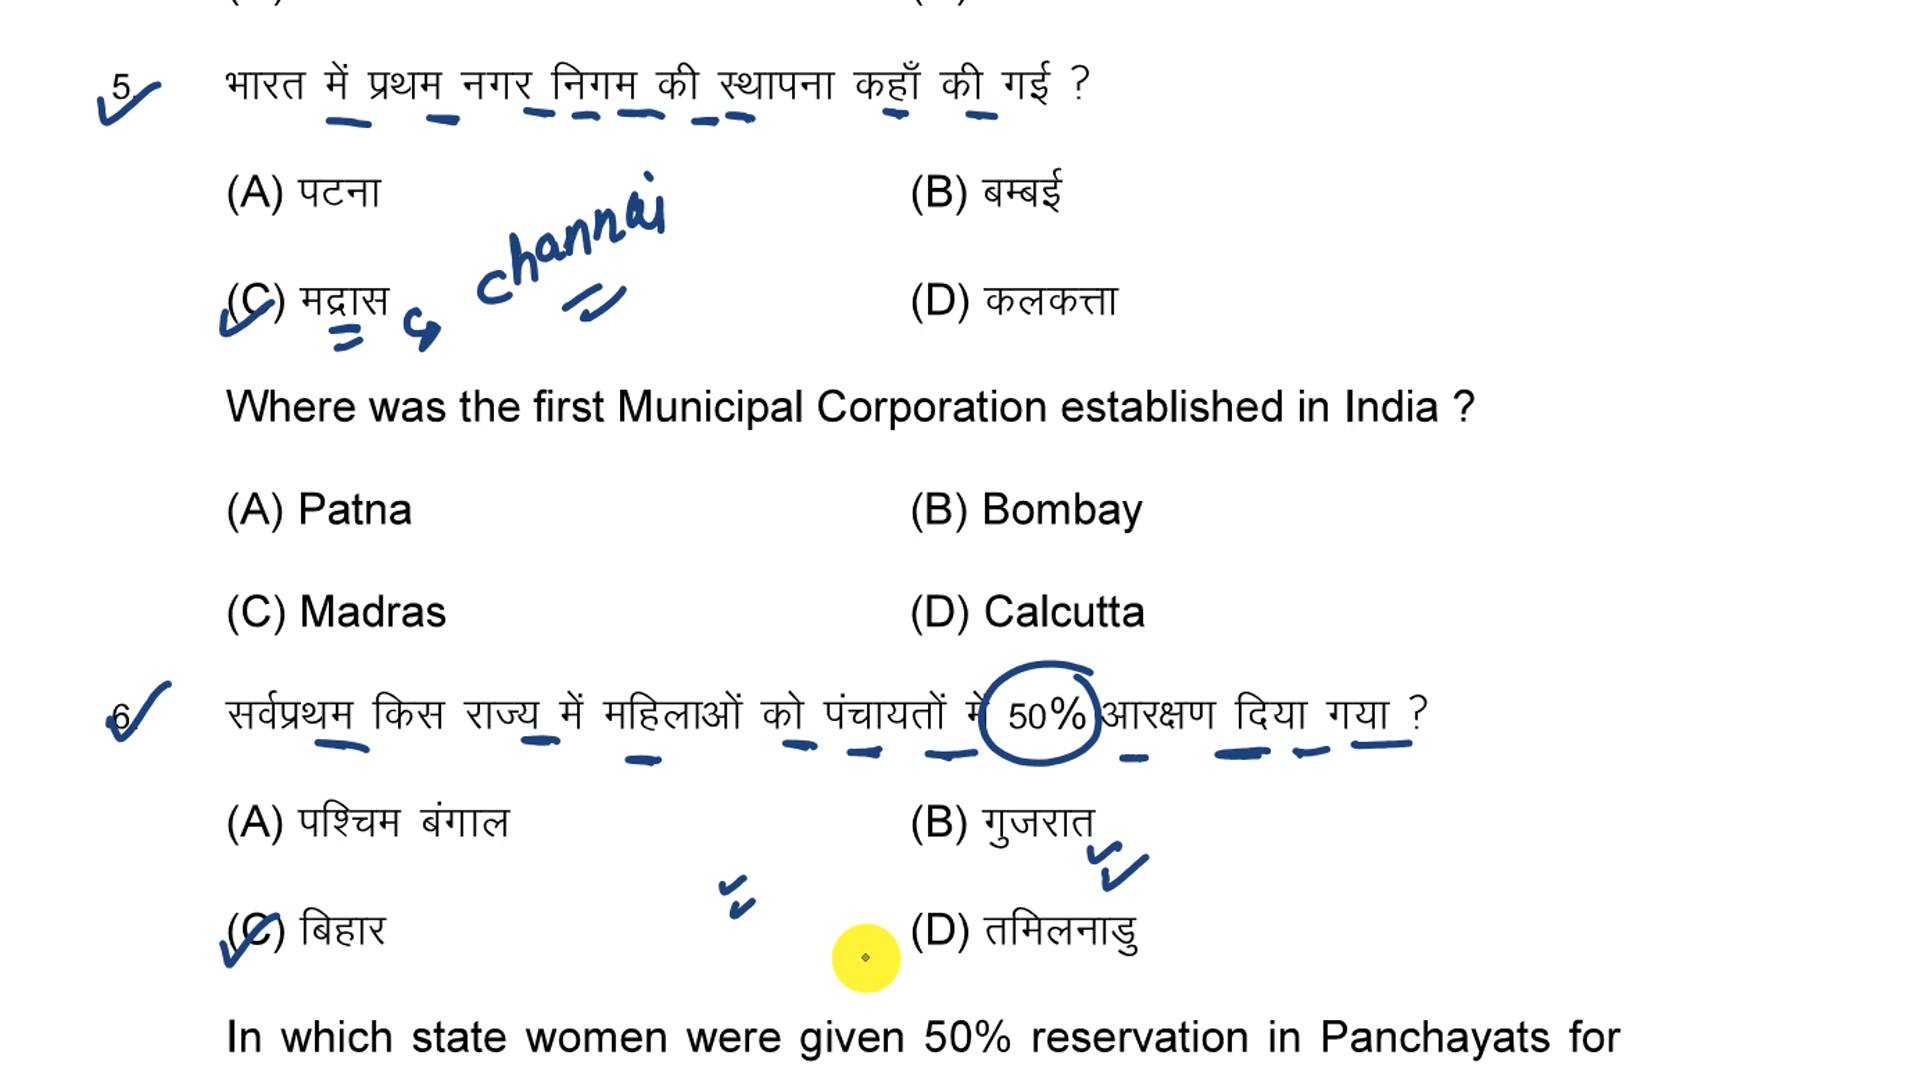 5. भारत में प्रथम नगर निगम की स्थापना कहाँ की गई ?
(A) पटना (B) बम्बई
channai
(C) मद्रास (D) कलकत्ता
Where was the first Municipal Corporation established in India ?
(A) Patna (B) Bombay
(C) Madras (D) Calcutta
6. सर्वप्रथम किस राज्य में महिलाओं को पंचायतों में 50% आरक्षण दिया गया ?
(A) पश्चिम बंगाल (B) गुजरात
(C) बिहार (D) तमिलनाडु
In which state women were given 50% reservation in Panchayats for